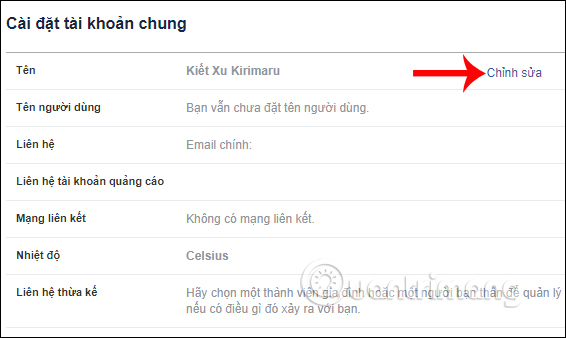 Cài đặt tài khoản chung
Tên Kiết Xu Kirimaru Chỉnh sửa
Tên người dùng Bạn vẫn chưa đặt tên người dùng.
Liên hệ Email chính:
Liên hệ tài khoản quảng cáo
Mạng liên kết Không có mạng liên kết.
Nhiệt độ Celsius
Liên hệ thừa kế Hãy chọn một thành viên gia đình hoặc một người bạn thân để quản lý
nếu có điều gì đó xảy ra với bạn.
Quantrimang